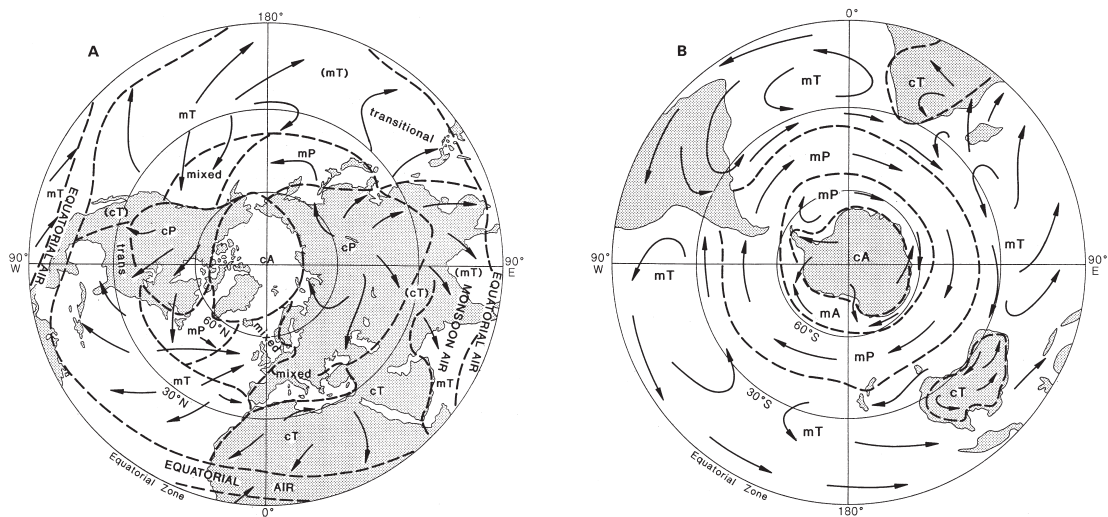 180°
A
(mT)
mT
transitional
mP
mixed
mT
EQUATORIAL AIR
(cT)
cP
trans
cP
cA
90°
W
90°
E
(mT)
(cT)
MONSOON AIR
EQUATORIAL AIR
mP
60°N
mixed
mixed
mT
mT
30°N
cT
cT
EQUATORIAL
AIR
Equatorial Zone
0°
0°
B
mT
cT
mP
mP
mT
90°
W
mT
cA
90°
E
mA
60°S
mP
cT
30°S
mT
Equatorial Zone
180°